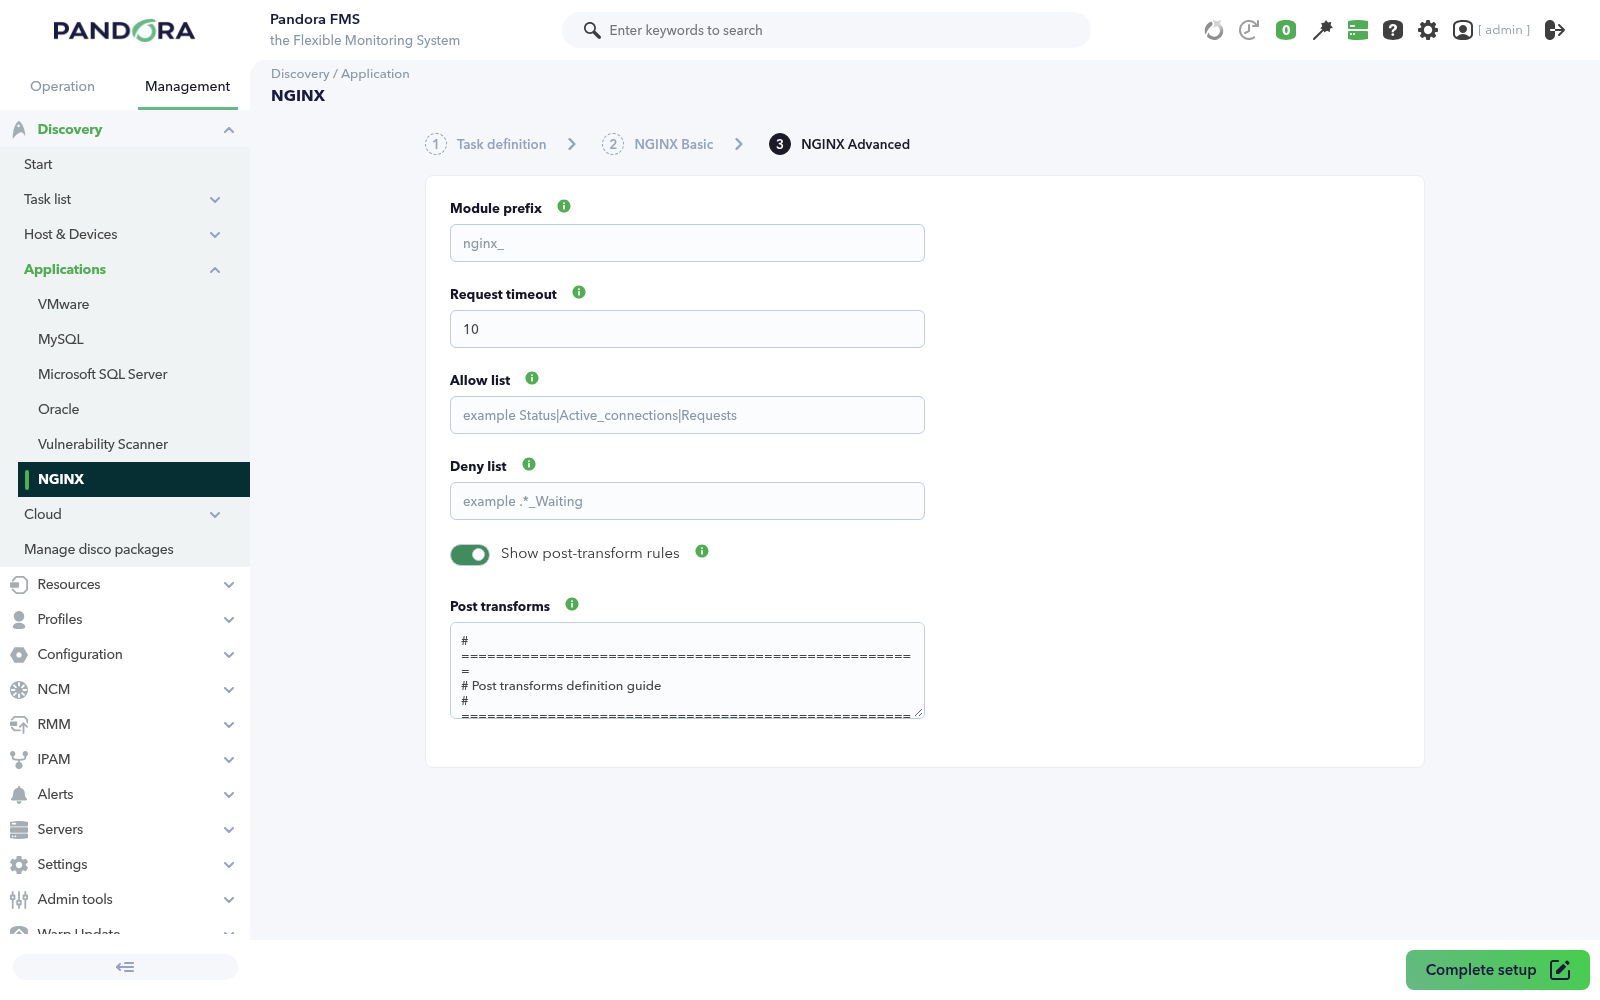 PANDORA
Pandora FMS
the Flexible Monitoring System
Enter keywords to search
0
?
[ admin ]
Operation
Management
Discovery
Start
Task list
Host & Devices
Applications
VMware
MySQL
Microsoft SQL Server
Oracle
Vulnerability Scanner
NGINX
Cloud
Manage disco packages
Resources
Profiles
Configuration
NCM
RMM
IPAM
Alerts
Servers
Settings
Admin tools
Warp Update
Discovery / Application
NGINX
1 Task definition
2 NGINX Basic
3 NGINX Advanced
Module prefix
nginx_
Request timeout
10
Allow list
example Status|Active_connections|Requests
Deny list
example .*_Waiting
Show post-transform rules
Post transforms
#
====================================================
=
# Post transforms definition guide
#
====================================================
Complete setup